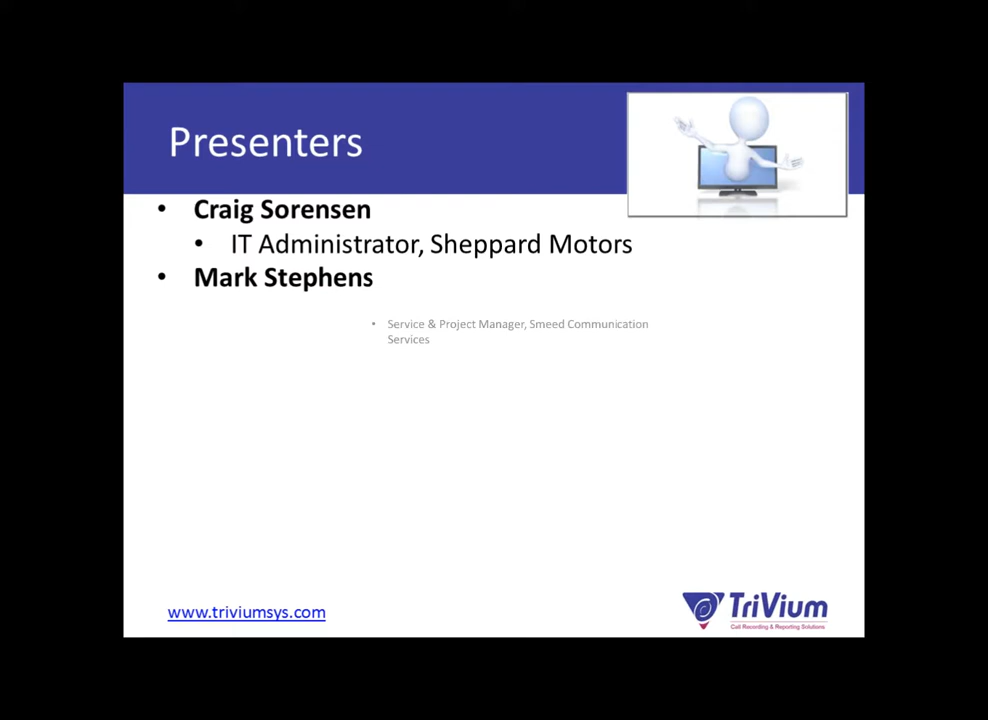 Presenters
• Craig Sorensen
• IT Administrator, Sheppard Motors
• Mark Stephens
• Service & Project Manager, Smeed Communication
Services
www.triviumsys.com
TriVium
Call Recording & Reporting Solutions